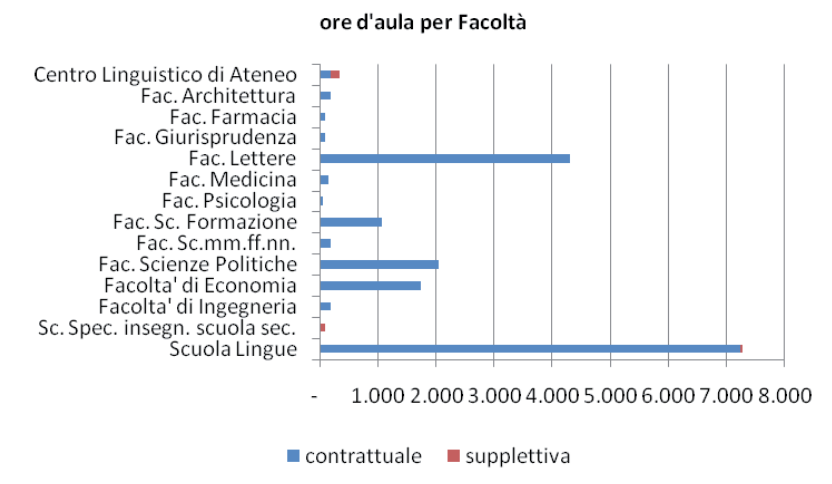 ore d'aula per Facoltà
Centro Linguistico di Ateneo
Fac. Architettura
Fac. Farmacia
Fac. Giurisprudenza
Fac. Lettere
Fac. Medicina
Fac. Psicologia
Fac. Sc. Formazione
Fac. Sc.mm.ff.nn.
Fac. Scienze Politiche
Facolta' di Economia
Facolta' di Ingegneria
Sc. Spec. insegn. scuola sec.
Scuola Lingue
- 1.000 2.000 3.000 4.000 5.000 6.000 7.000 8.000
contrattuale supplettiva